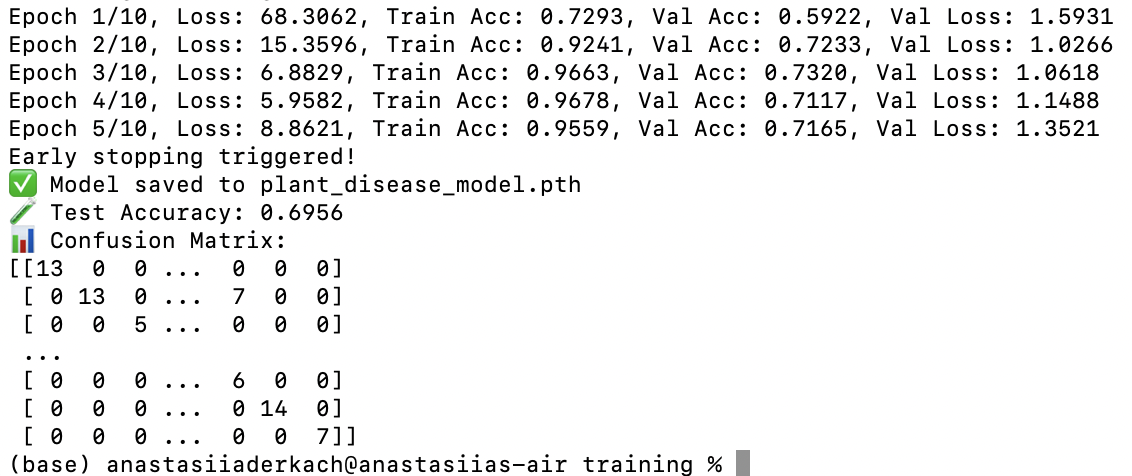 Epoch 1/10, Loss: 68.3062, Train Acc: 0.7293, Val Acc: 0.5922, Val Loss: 1.5931
Epoch 2/10, Loss: 15.3596, Train Acc: 0.9241, Val Acc: 0.7233, Val Loss: 1.0266
Epoch 3/10, Loss: 6.8829, Train Acc: 0.9663, Val Acc: 0.7320, Val Loss: 1.0618
Epoch 4/10, Loss: 5.9582, Train Acc: 0.9678, Val Acc: 0.7117, Val Loss: 1.1488
Epoch 5/10, Loss: 8.8621, Train Acc: 0.9559, Val Acc: 0.7165, Val Loss: 1.3521
Early stopping triggered!
✅ Model saved to plant_disease_model.pth
🧪 Test Accuracy: 0.6956
📊 Confusion Matrix:
[[13  0  0 ...  0  0  0]
 [ 0 13  0 ...  7  0  0]
 [ 0  0  5 ...  0  0  0]
 ...
 [ 0  0  0 ...  6  0  0]
 [ 0  0  0 ...  0 14  0]
 [ 0  0  0 ...  0  0  7]]
(base) anastasiiaderkach@anastasiias-air training %